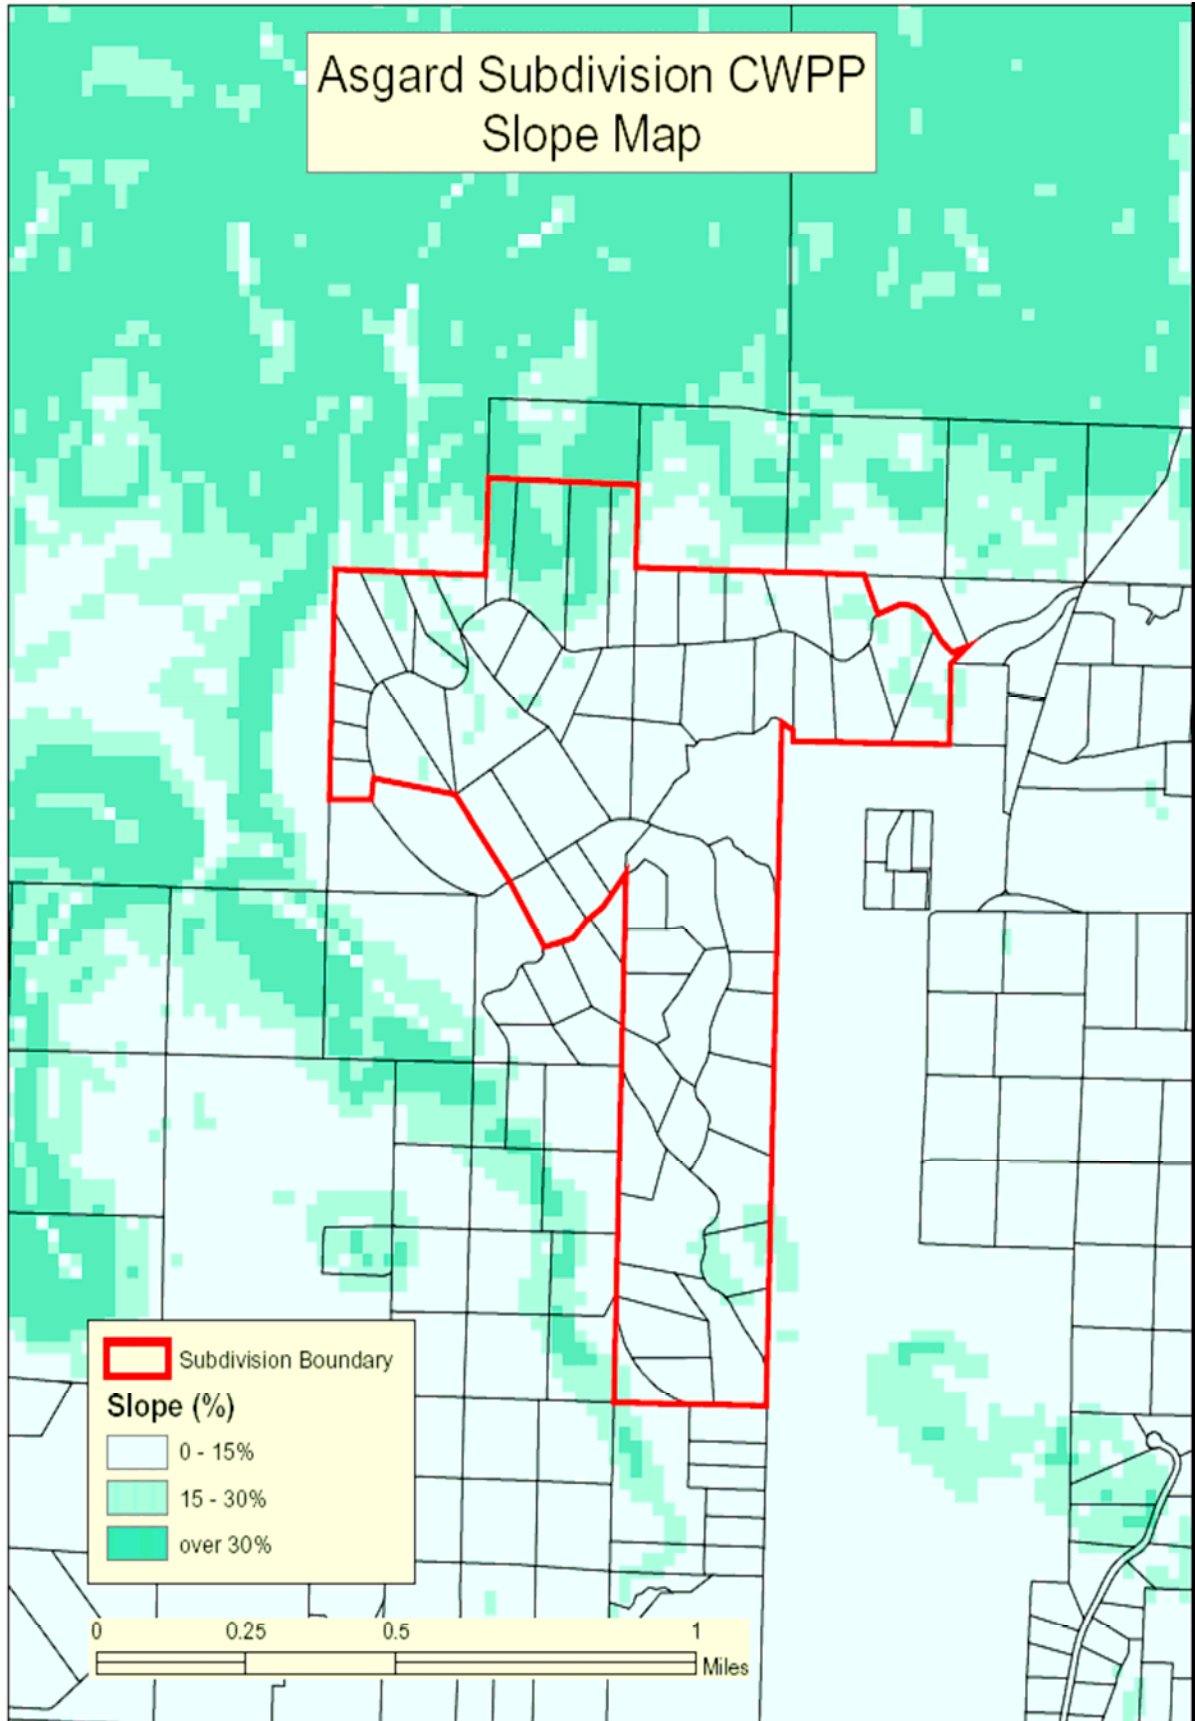 Asgard Subdivision CWPP
Slope Map
Subdivision Boundary
Slope (%)
0 - 15%
15 - 30%
over 30%
0 0.25 0.5 1
Miles